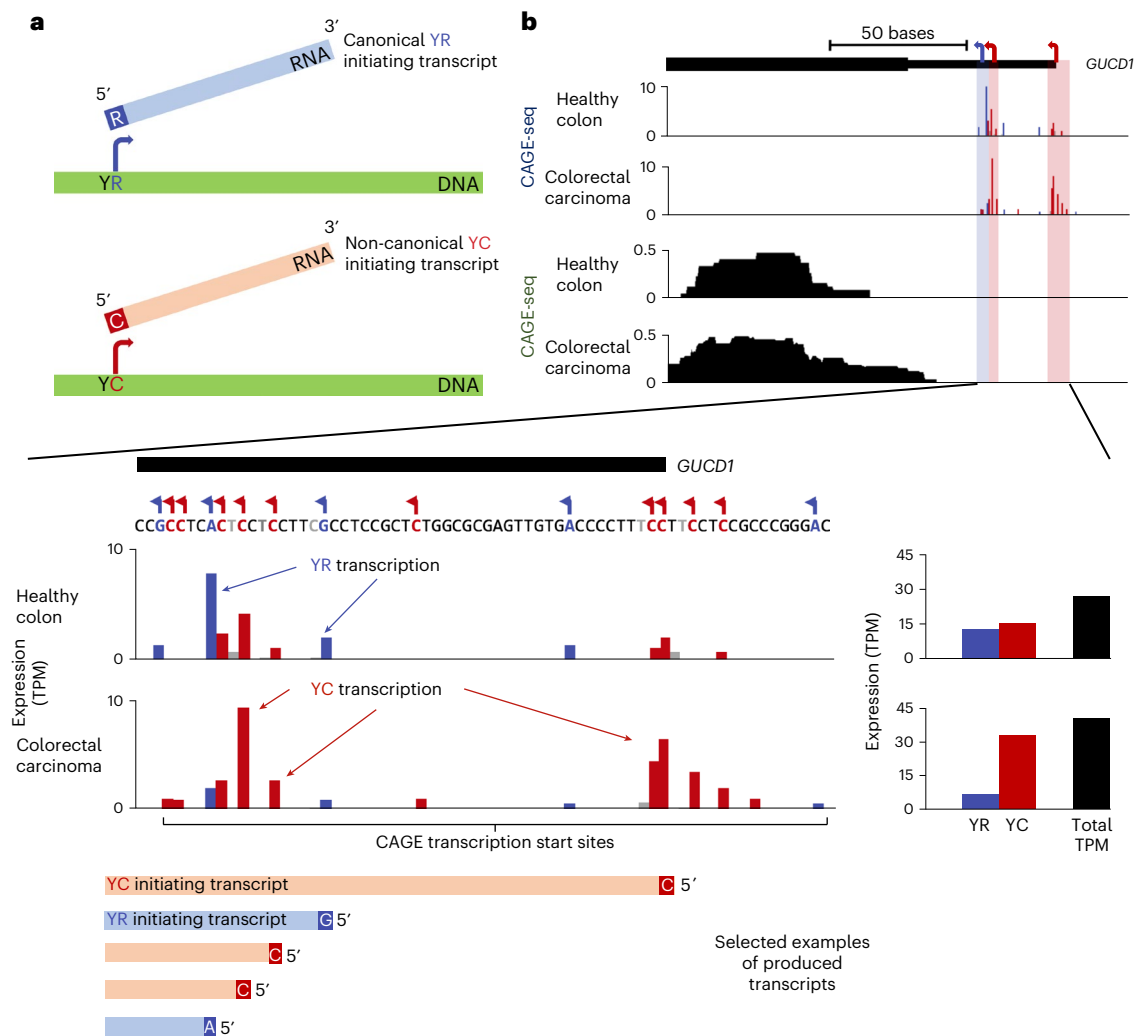 a
3′
Canonical YR
initiating transcript
RNA
5′
R
YR
DNA
3′
Non-canonical YC
initiating transcript
RNA
5′
C
YC
DNA
b
50 bases
GUCD1
CAGE-seq
Healthy
colon
10
0
Colorectal
carcinoma
10
0
CAGE-seq
Healthy
colon
0.5
0
Colorectal
carcinoma
0.5
0
GUCD1
CCGCCTCACTCCTCCTTCGCCTCCGCTCTGGCGCGAGTTGTGACCCCTTTCCTTCCTCCGCCCGGGAC
Expression
(TPM)
Healthy
colon
10
0
YR transcription
Colorectal
carcinoma
10
0
YC transcription
CAGE transcription start sites
Expression (TPM)
45
30
15
0
45
30
15
0
YR
YC
Total
TPM
YC initiating transcript
C
5′
YR initiating transcript
G
5′
C
5′
C
5′
A
5′
Selected examples
of produced
transcripts